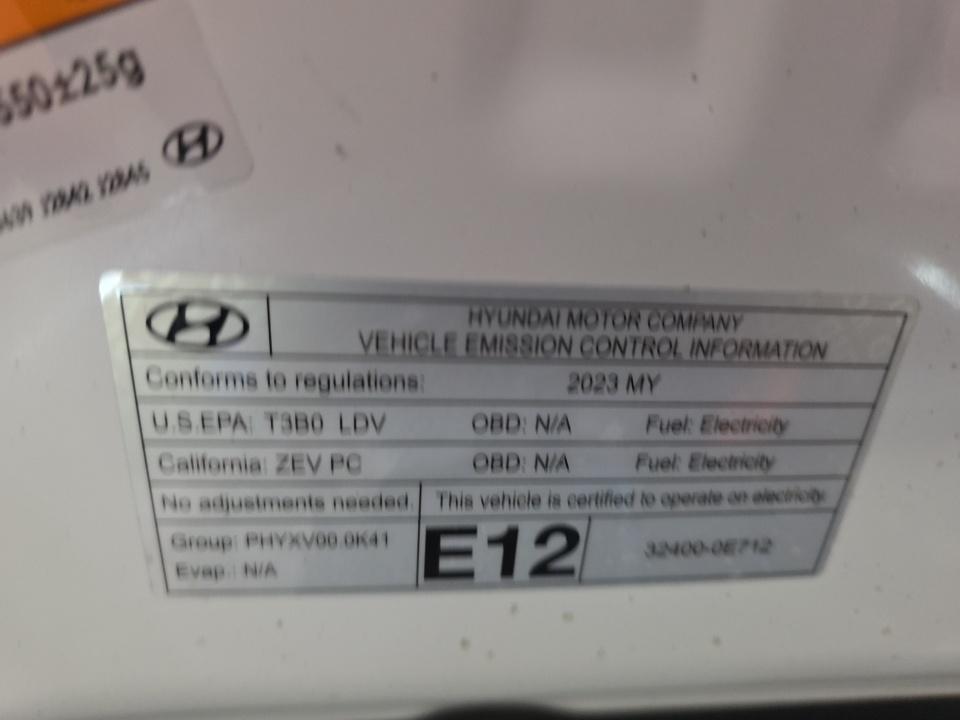 550±25g
Y2BA2 Y2BA5
HYUNDAI MOTOR COMPANY
VEHICLE EMISSION CONTROL INFORMATION
Conforms to regulations: 2023 MY
U.S.EPA: T3B0 LDV OBD: N/A Fuel: Electricity
California: ZEV PC OBD: N/A Fuel: Electricity
No adjustments needed. This vehicle is certified to operate on electricity.
Group: PHYXV00.0K41
Evap.: N/A
E12
32400-0E712